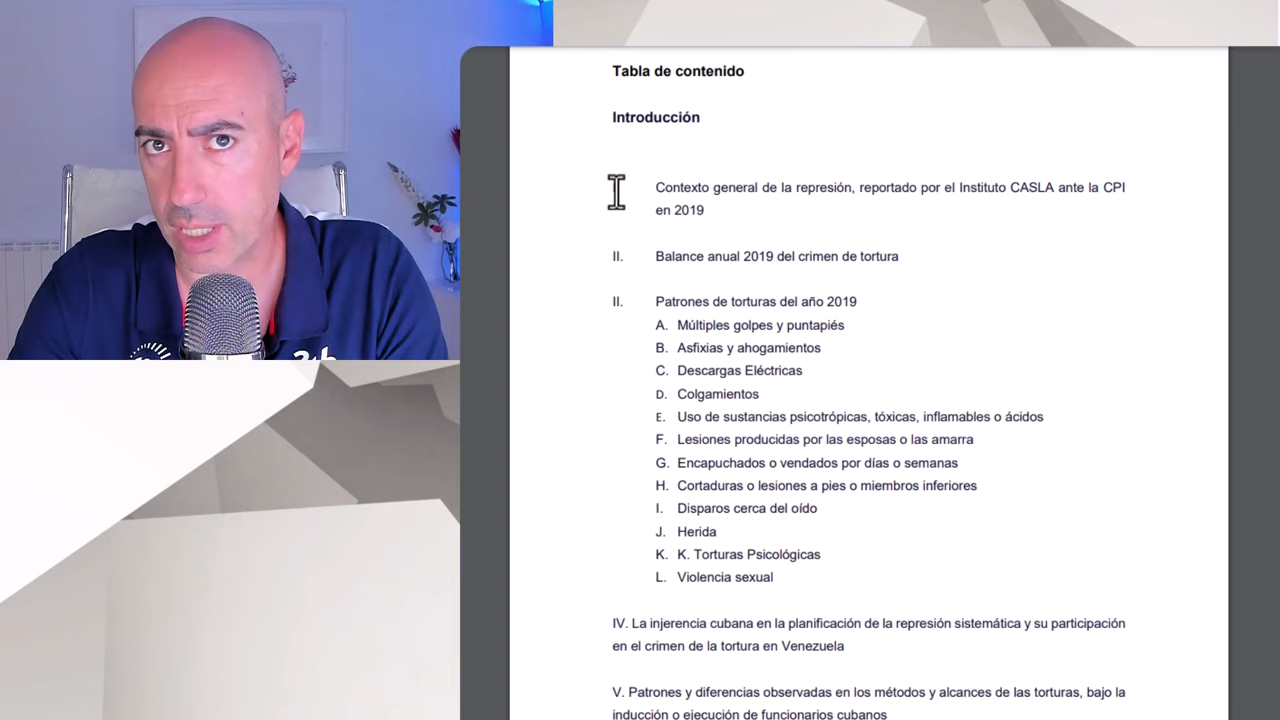 Tabla de contenido
Introducción
Contexto general de la represión, reportado por el Instituto CASLA ante la CPI
en 2019
II. Balance anual 2019 del crimen de tortura
II. Patrones de torturas del año 2019
A. Múltiples golpes y puntapiés
B. Asfixias y ahogamientos
C. Descargas Eléctricas
D. Colgamientos
E. Uso de sustancias psicotrópicas, tóxicas, inflamables o ácidos
F. Lesiones producidas por las esposas o las amarra
G. Encapuchados o vendados por días o semanas
H. Cortaduras o lesiones a pies o miembros inferiores
I. Disparos cerca del oído
J. Herida
K. K. Torturas Psicológicas
L. Violencia sexual
IV. La injerencia cubana en la planificación de la represión sistemática y su participación
en el crimen de la tortura en Venezuela
V. Patrones y diferencias observadas en los métodos y alcances de las torturas, bajo la
inducción o ejecución de funcionarios cubanos